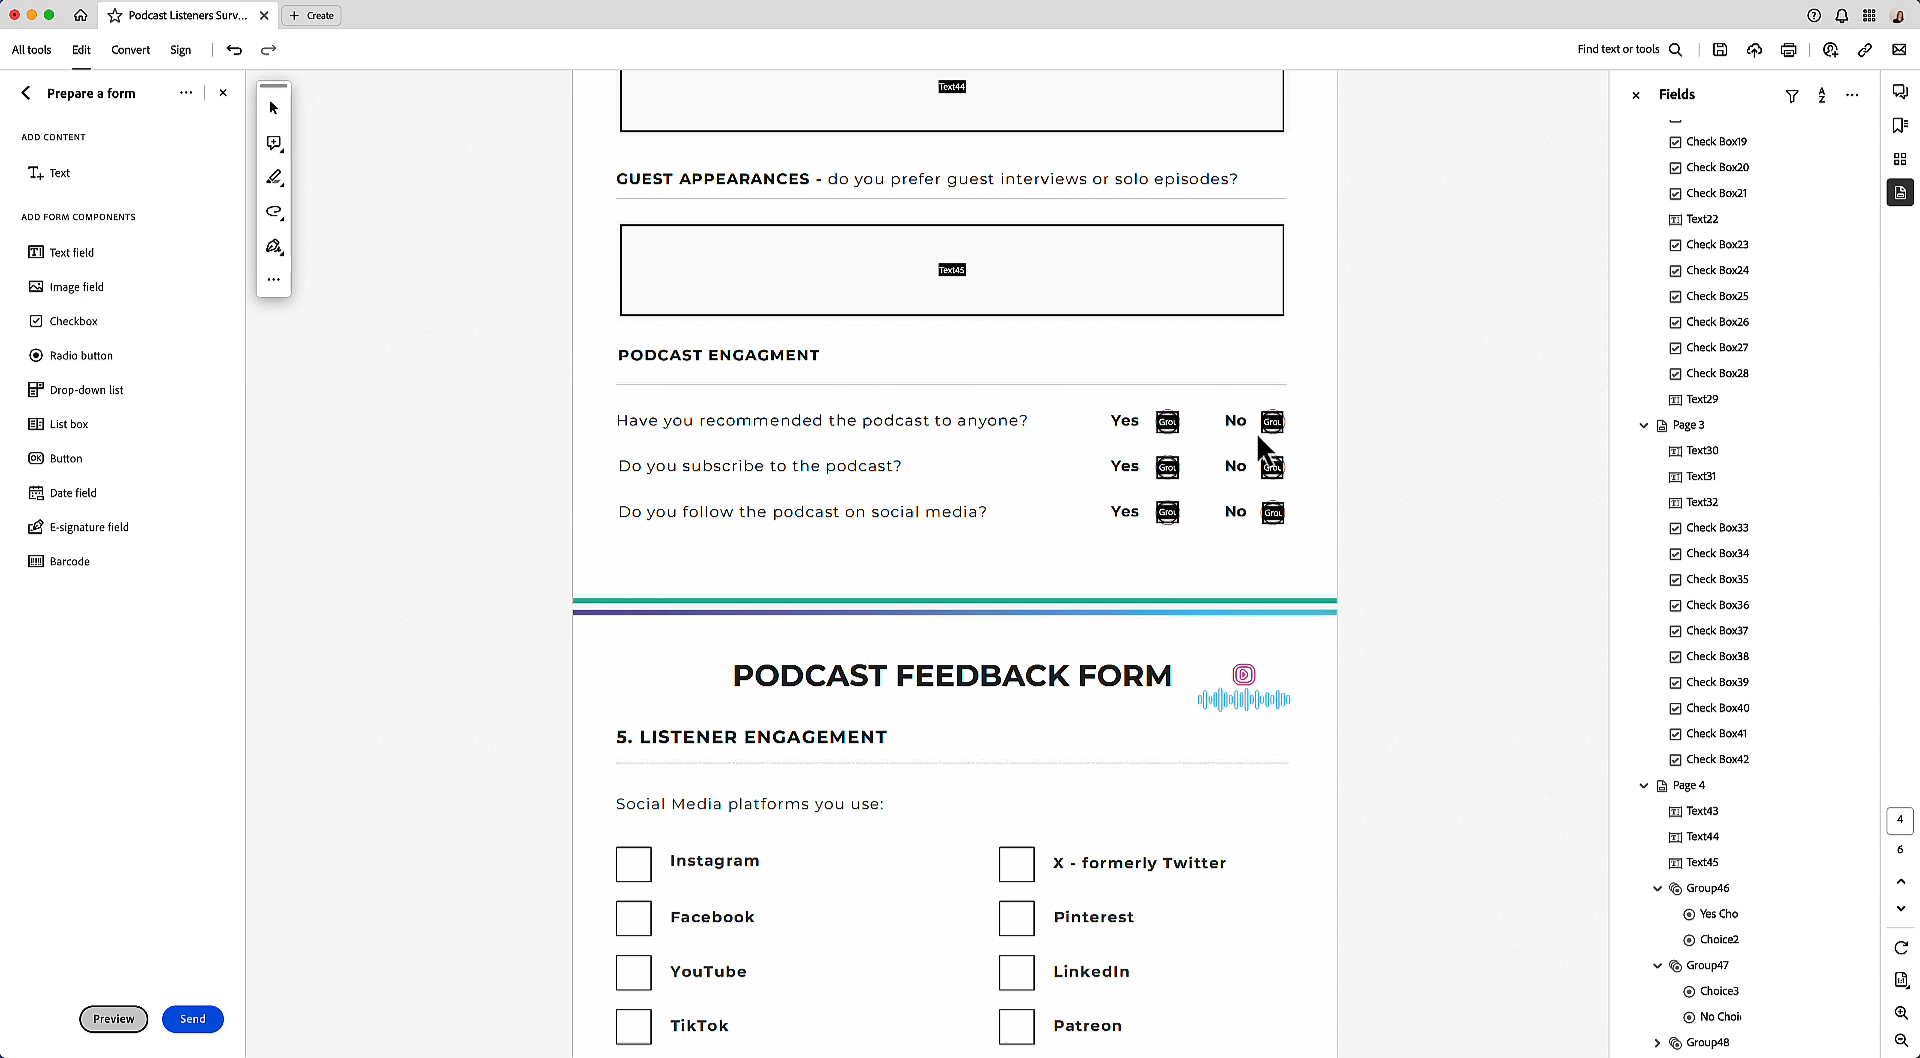 Podcast Listeners Surv...
Create
All tools
Edit
Convert
Sign
Find text or tools
Prepare a form
ADD CONTENT
Text
ADD FORM COMPONENTS
Text field
Image field
Checkbox
Radio button
Drop-down list
List box
Button
Date field
E-signature field
Barcode
Preview
Send
Text44
GUEST APPEARANCES - do you prefer guest interviews or solo episodes?
Text45
PODCAST ENGAGMENT
Have you recommended the podcast to anyone? Yes Grou No Grou
Do you subscribe to the podcast? Yes Grou No Grou
Do you follow the podcast on social media? Yes Grou No Grou
PODCAST FEEDBACK FORM
5. LISTENER ENGAGEMENT
Social Media platforms you use:
Instagram
X - formerly Twitter
Facebook
Pinterest
YouTube
LinkedIn
TikTok
Patreon
Fields
Check Box19
Check Box20
Check Box21
Text22
Check Box23
Check Box24
Check Box25
Check Box26
Check Box27
Check Box28
Text29
Page 3
Text30
Text31
Text32
Check Box33
Check Box34
Check Box35
Check Box36
Check Box37
Check Box38
Check Box39
Check Box40
Check Box41
Check Box42
Page 4
Text43
Text44
Text45
Group46
Yes Cho
Choice2
Group47
Choice3
No Choi
Group48
4
6